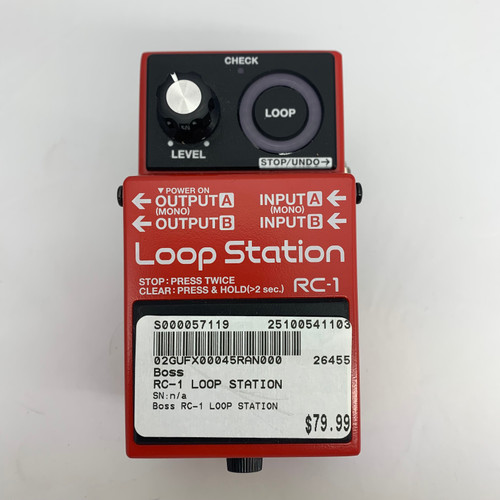 CHECK
LOOP
LEVEL
STOP/UNDO→
▼POWER ON
←OUTPUT A
INPUT A←
(MONO)
(MONO)
←OUTPUT B
INPUT B←
Loop Station
STOP:PRESS TWICE
CLEAR:PRESS & HOLD(>2 sec.)
RC-1
S000057119 25100541103
02GUFX00045RAN000 26455
Boss
RC-1 LOOP STATION
SN:n/a
Boss RC-1 LOOP STATION
$79.99